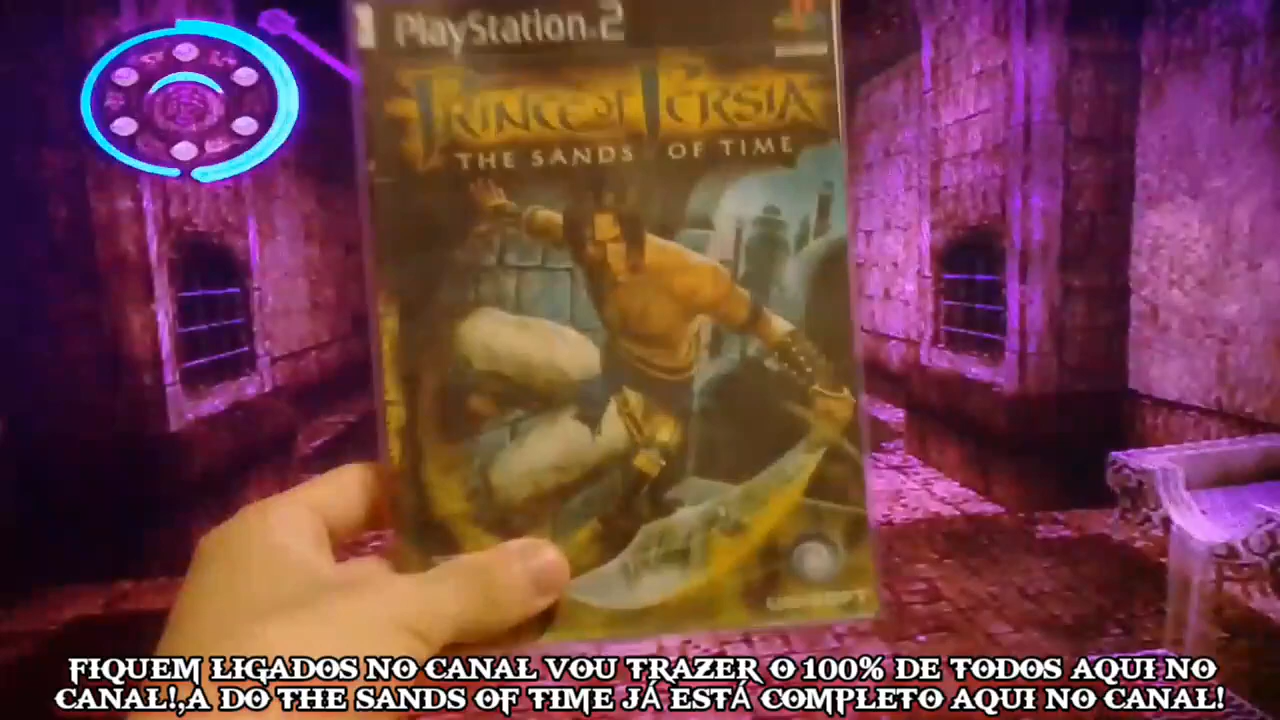 PlayStation 2
PRINCE OF PERSIA
THE SANDS OF TIME
FIQUEM LIGADOS NO CANAL VOU TRAZER O 100% DE TODOS AQUI NO
CANAL!,A DO THE SANDS OF TIME JÁ ESTÁ COMPLETO AQUI NO CANAL!